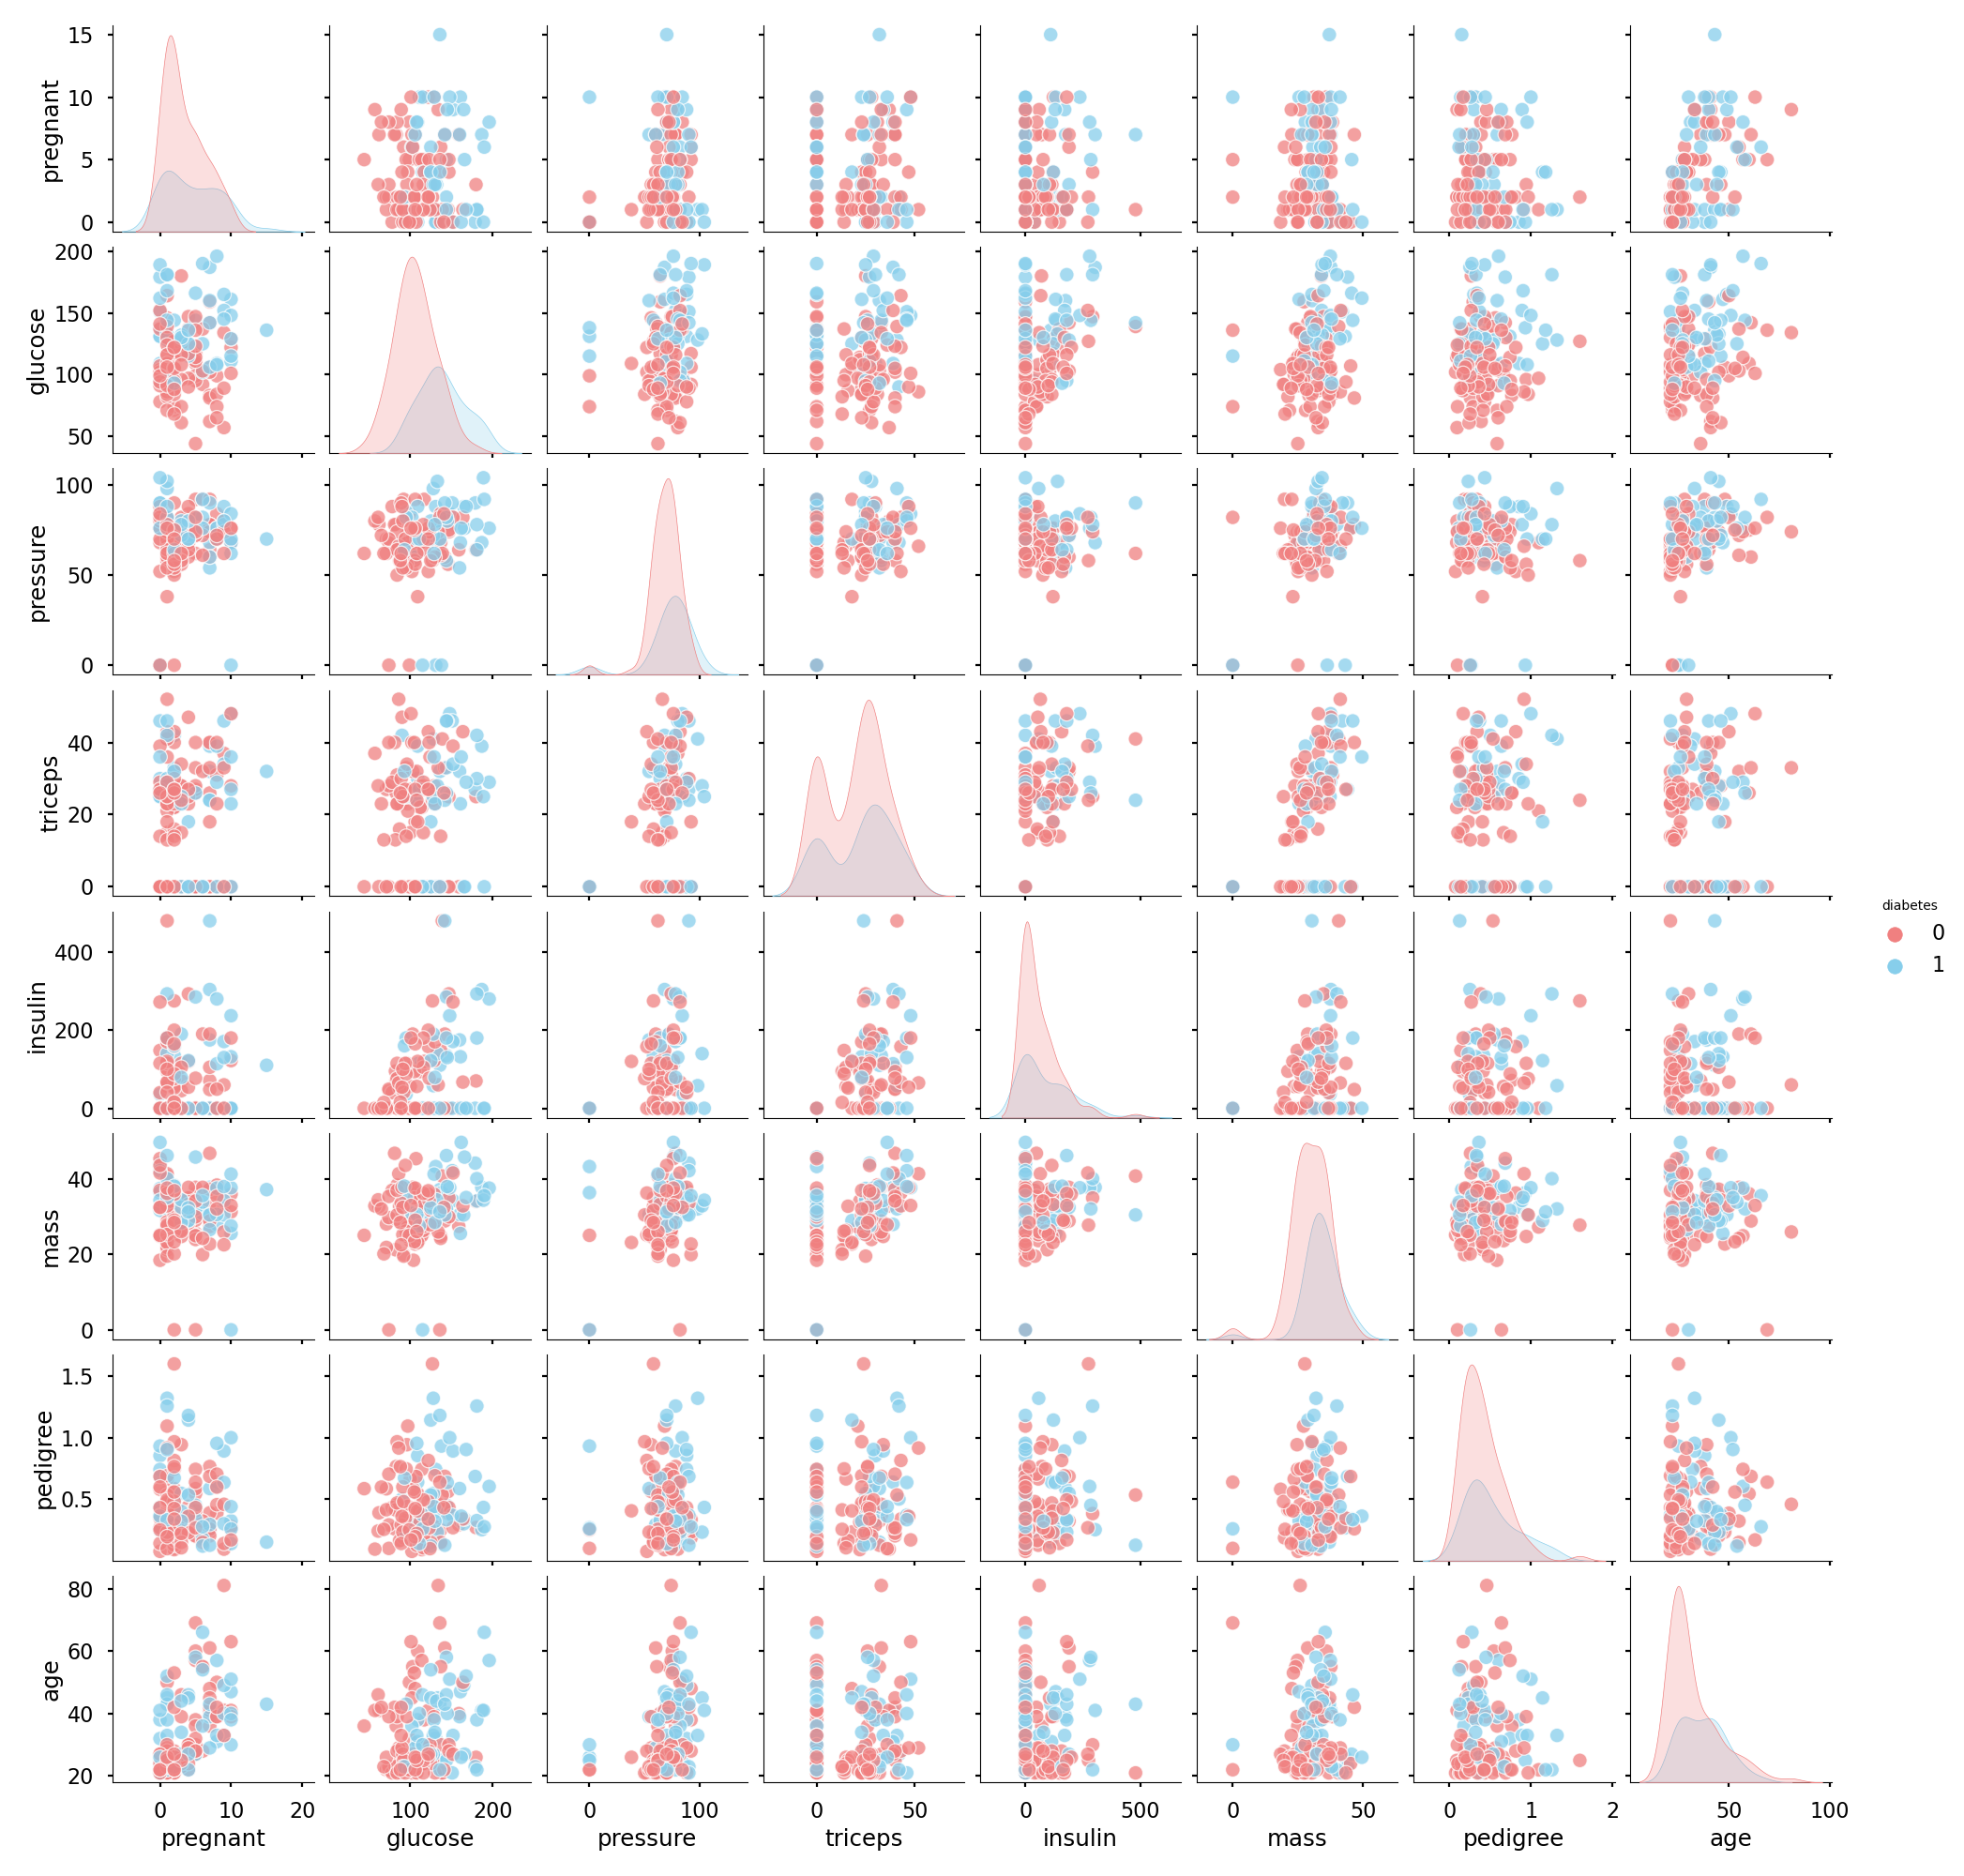 15
10
5
0
pregnant
200
150
100
50
glucose
100
50
0
pressure
40
20
0
triceps
400
200
0
insulin
diabetes
0
1
40
20
0
mass
1.5
1.0
0.5
pedigree
80
60
40
20
age
0 10 20 100 200 0 100 0 50 0 500 0 50 0 1 2 50 100
pregnant glucose pressure triceps insulin mass pedigree age